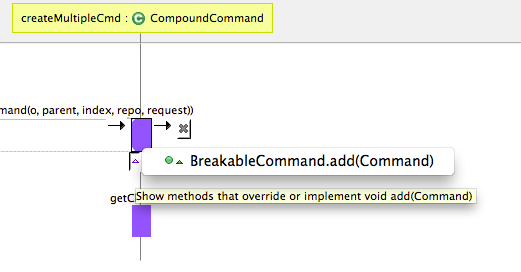 createMultipleCmd : C CompoundCommand
mand(o, parent, index, repo, request))
BreakableCommand.add(Command)
Show methods that override or implement void add(Command)
getC